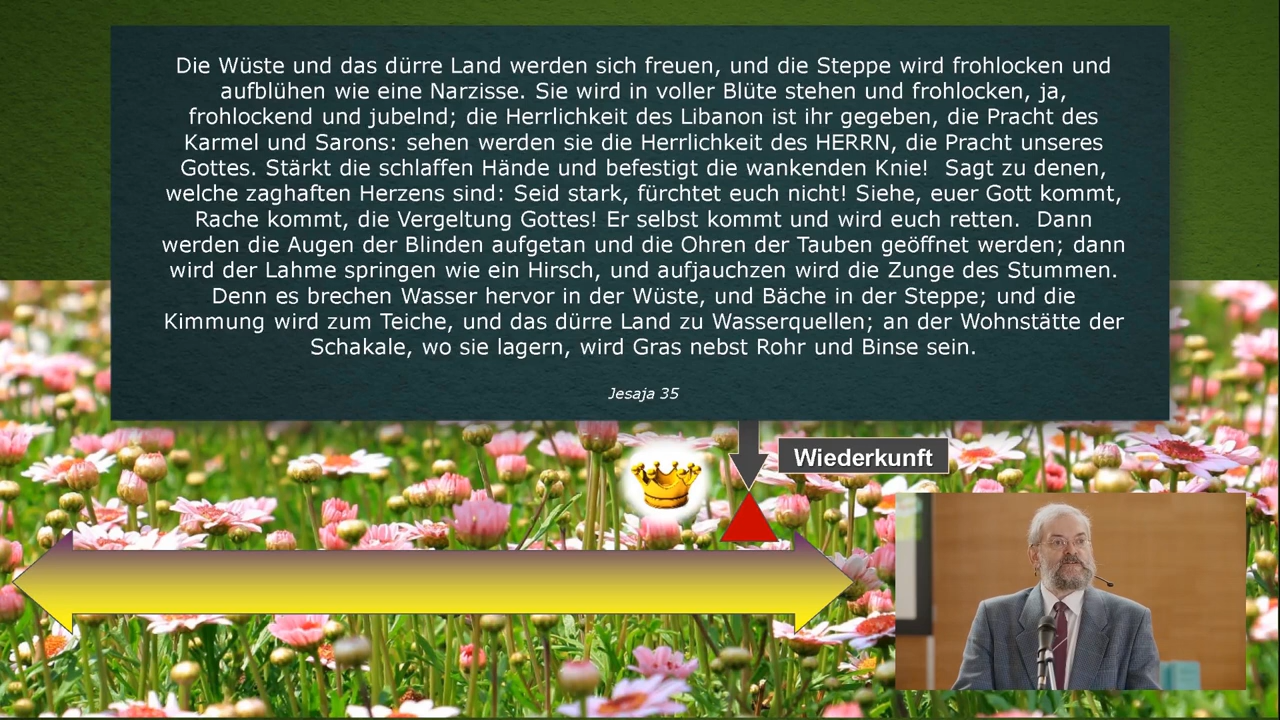 Die Wüste und das dürre Land werden sich freuen, und die Steppe wird frohlocken und
aufblühen wie eine Narzisse. Sie wird in voller Blüte stehen und frohlocken, ja,
frohlockend und jubelnd; die Herrlichkeit des Libanon ist ihr gegeben, die Pracht des
Karmel und Sarons: sehen werden sie die Herrlichkeit des HERRN, die Pracht unseres
Gottes. Stärkt die schlaffen Hände und befestigt die wankenden Knie!  Sagt zu denen,
welche zaghaften Herzens sind: Seid stark, fürchtet euch nicht! Siehe, euer Gott kommt,
Rache kommt, die Vergeltung Gottes! Er selbst kommt und wird euch retten.  Dann
werden die Augen der Blinden aufgetan und die Ohren der Tauben geöffnet werden; dann
wird der Lahme springen wie ein Hirsch, und aufjauchzen wird die Zunge des Stummen.
Denn es brechen Wasser hervor in der Wüste, und Bäche in der Steppe; und die
Kimmung wird zum Teiche, und das dürre Land zu Wasserquellen; an der Wohnstätte der
Schakale, wo sie lagern, wird Gras nebst Rohr und Binse sein.
Jesaja 35
Wiederkunft